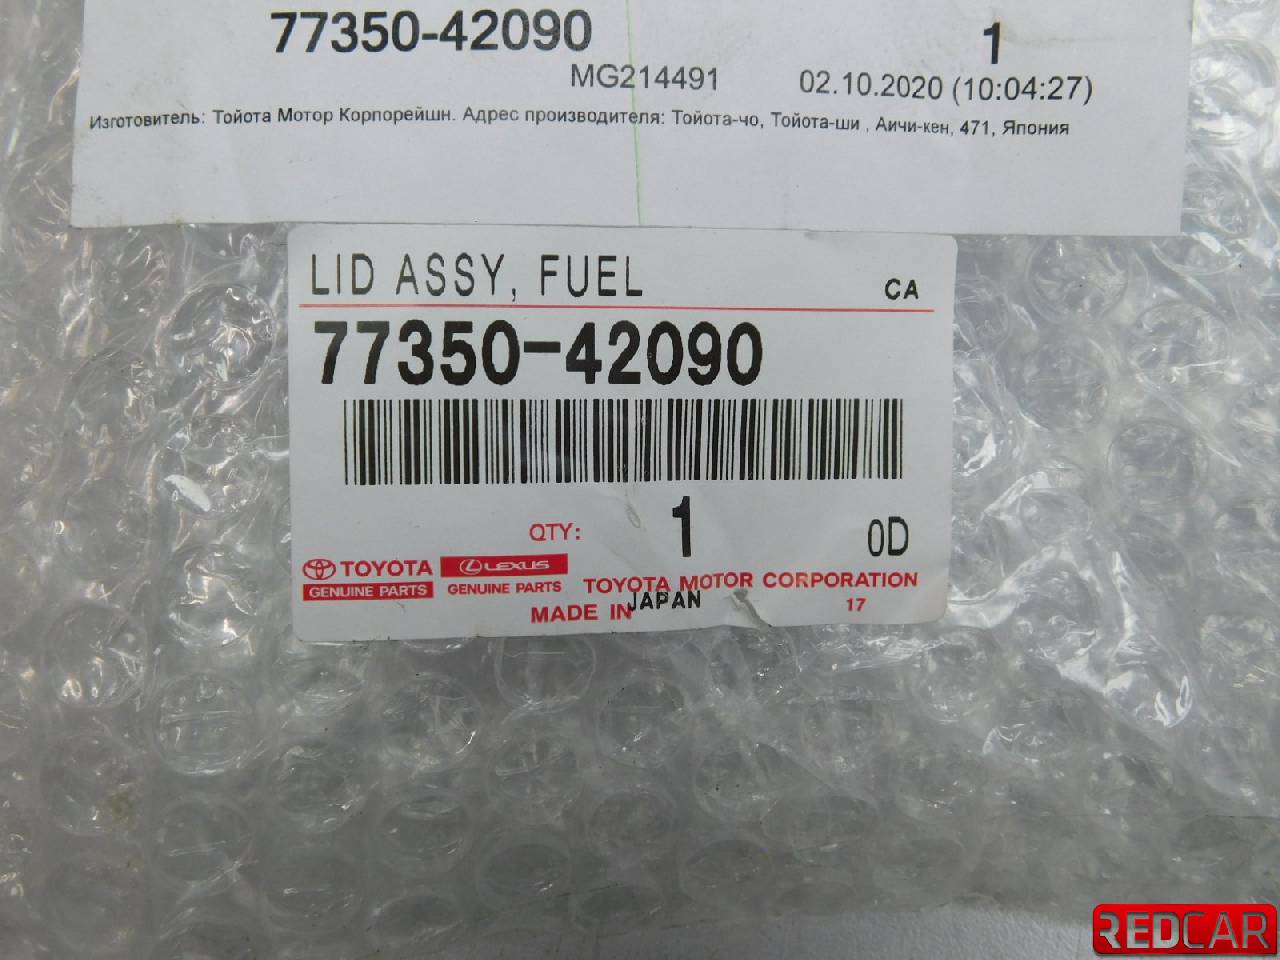 77350-42090 1
MG214491 02.10.2020 (10:04:27)
Изготовитель: Тойота Мотор Корпорейшн. Адрес производителя: Тойота-чо, Тойота-ши , Аичи-кен, 471, Япония
LID ASSY, FUEL CA
77350-42090
QTY: 1 0D
TOYOTA LEXUS
GENUINE PARTS GENUINE PARTS TOYOTA MOTOR CORPORATION
MADE IN JAPAN 17
REDCAR